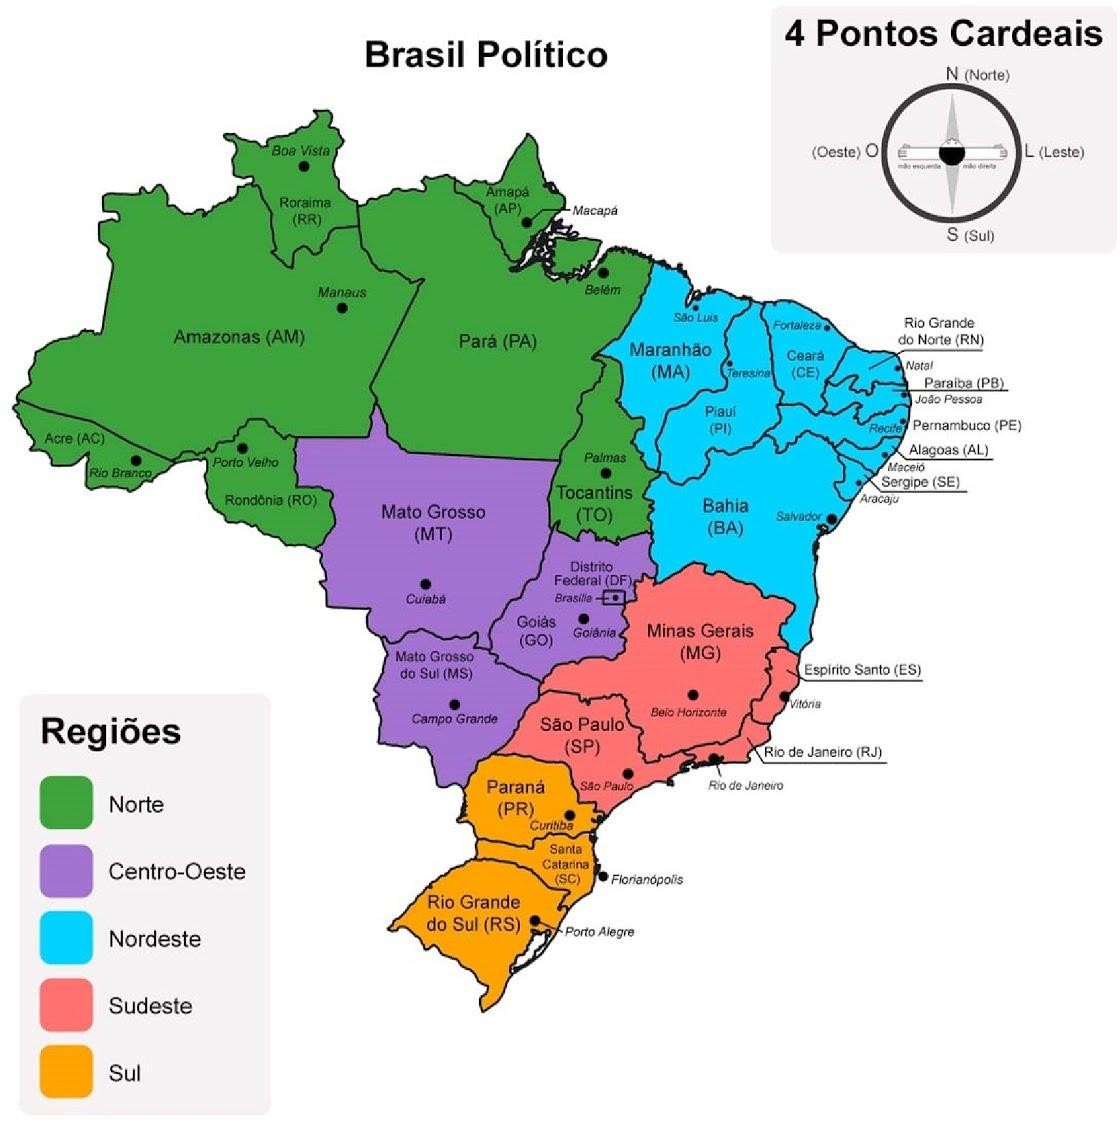 Brasil Político
4 Pontos Cardeais
N (Norte)
(Oeste) O
mão esquerda
mão direita
L (Leste)
S (Sul)
Boa Vista
Roraima
(RR)
Amapá
(AP)
Macapá
Belém
Manaus
Amazonas (AM)
Pará (PA)
São Luis
Maranhão
(MA)
Teresina
Piauí
(PI)
Fortaleza
Ceará
(CE)
Rio Grande
do Norte (RN)
Natal
Paraíba (PB)
João Pessoa
Recife
Pernambuco (PE)
Alagoas (AL)
Maceió
Sergipe (SE)
Aracaju
Acre (AC)
Rio Branco
Porto Velho
Rondônia (RO)
Palmas
Tocantins
(TO)
Bahia
(BA)
Salvador
Mato Grosso
(MT)
Cuiabá
Distrito
Federal (DF)
Brasília
Goiás
(GO)
Goiânia
Mato Grosso
do Sul (MS)
Campo Grande
Minas Gerais
(MG)
Belo Horizonte
Espírito Santo (ES)
Vitória
São Paulo
(SP)
São Paulo
Rio de Janeiro (RJ)
Rio de Janeiro
Paraná
(PR)
Curitiba
Santa
Catarina
(SC)
Florianópolis
Rio Grande
do Sul (RS)
Porto Alegre
Regiões
Norte
Centro-Oeste
Nordeste
Sudeste
Sul